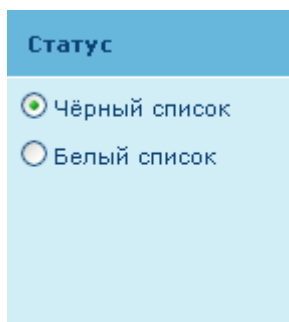 Статус
Чёрный список
Белый список